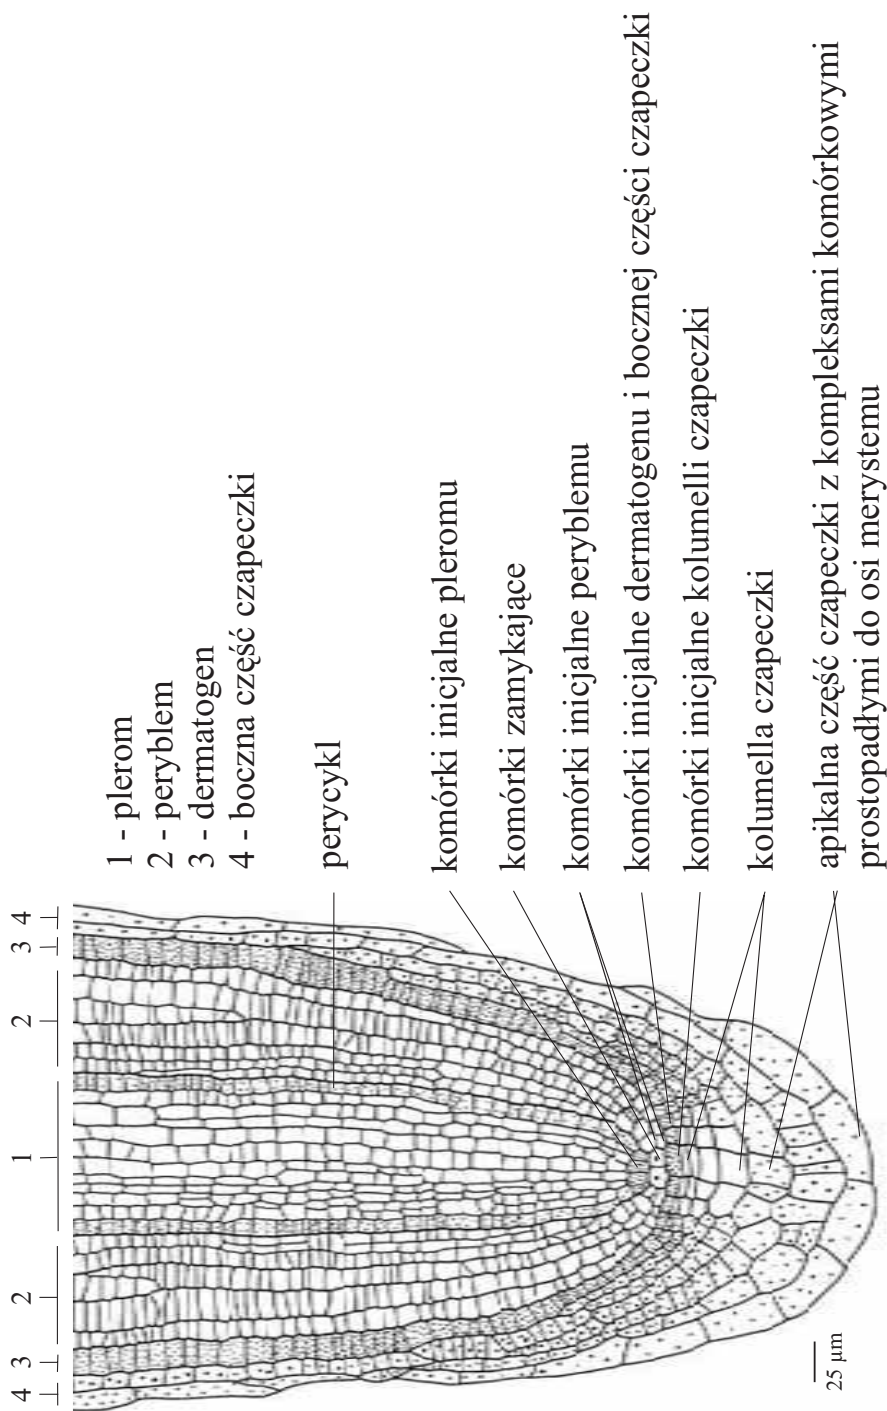 4 3 2 1 2 3 4
1 - plerom
2 - peryblem
3 - dermatogen
4 - boczna część czapeczki
perycykl
komórki inicjalne pleromu
komórki zamykające
komórki inicjalne peryblemu
komórki inicjalne dermatogenu i bocznej części czapeczki
komórki inicjalne kolumelli czapeczki
kolumella czapeczki
apikalna część czapeczki z kompleksami komórkowymi
prostopadłymi do osi merystemu
25 µm